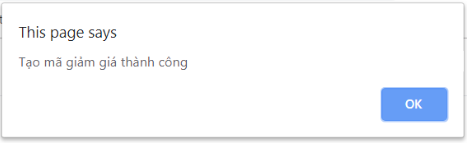 This page says
Tạo mã giảm giá thành công
OK